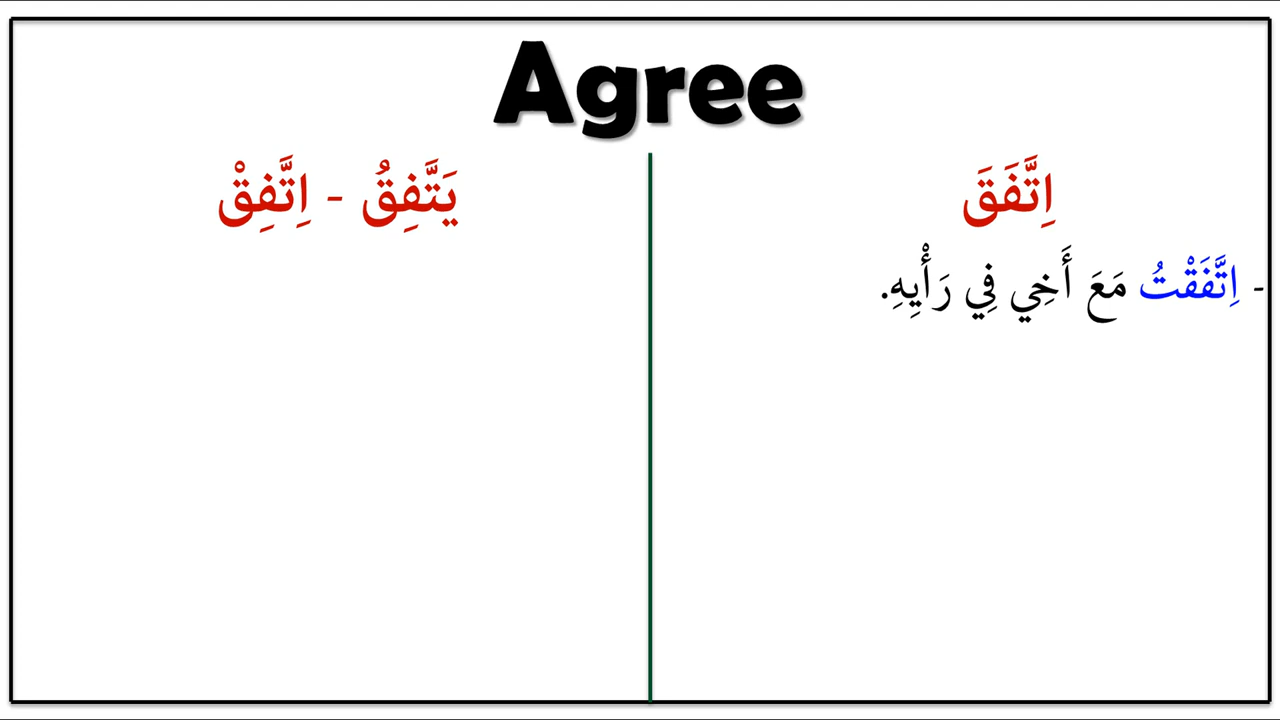 Agree
اِتَّفَقَ
يَتَّفِقُ - اِتَّفِقْ
- اِتَّفَقْتُ مَعَ أَخِي فِي رَأْيِهِ.